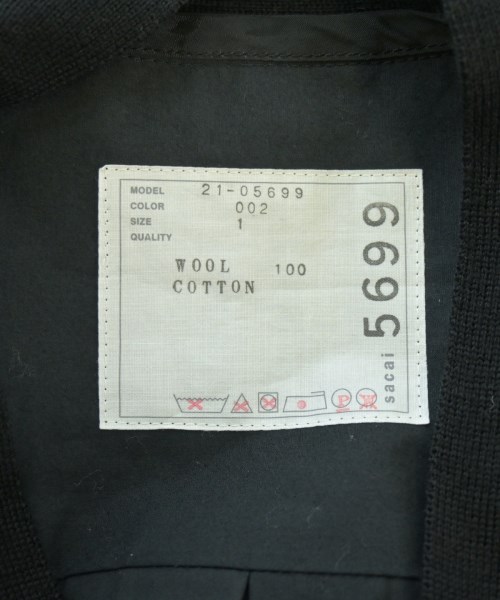 MODEL 21-05699
COLOR 002
SIZE 1
QUALITY
WOOL 100
COTTON
sacai 5699
P W